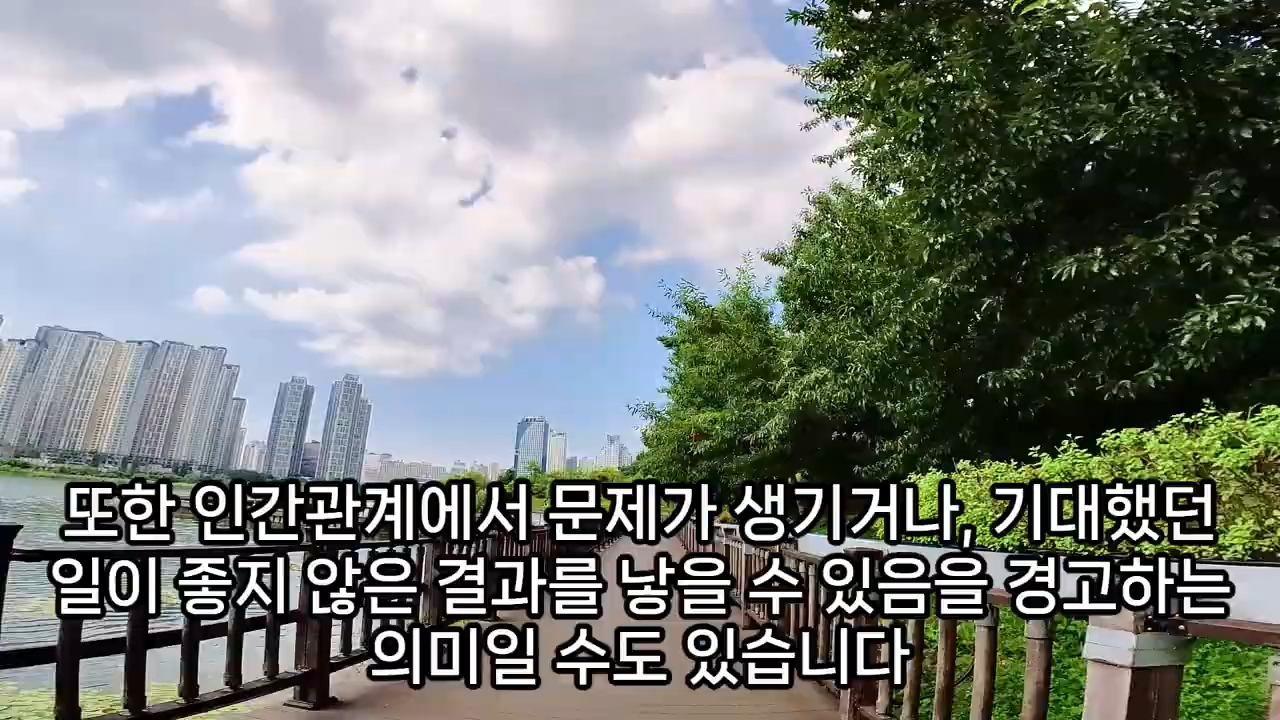 또한 인간관계에서 문제가 생기거나, 기대했던
일이 좋지 않은 결과를 낳을 수 있음을 경고하는
의미일 수도 있습니다